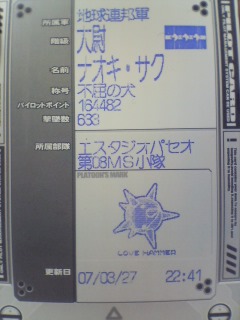 所属軍 地球連邦軍
階級 大尉
名前 ナオキ・サク
称号 不屈の犬
パイロットポイント 164482
撃墜数 633
所属部隊 エスタジオパセオ
第08MS小隊
PLATOON'S MARK
LOVE HAMMER
更新日 07/03/27 22:41
PILOT CARD